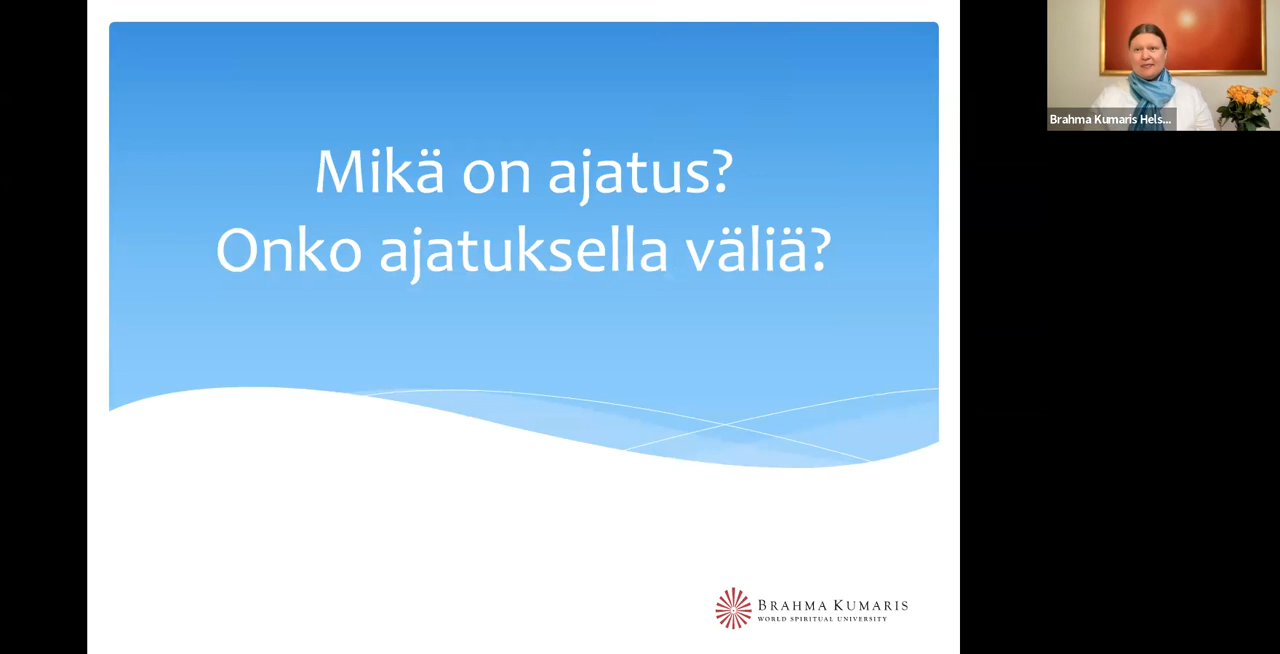 Mikä on ajatus?
Onko ajatuksella väliä?
Brahma Kumaris Hels...
BRAHMA KUMARIS
WORLD SPIRITUAL UNIVERSITY